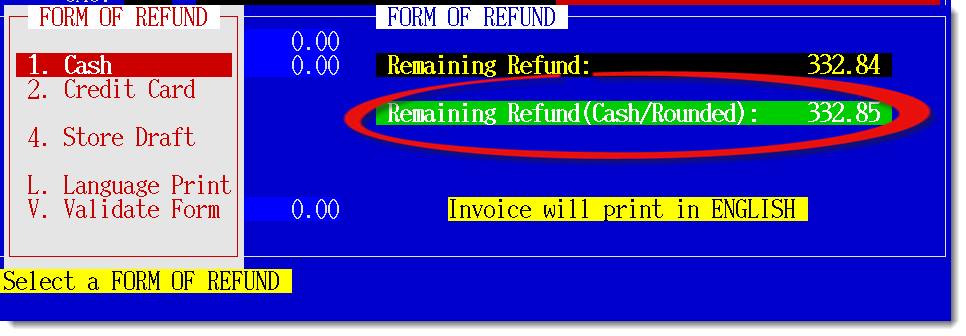 FORM OF REFUND
1. Cash
2. Credit Card
4. Store Draft
L. Language Print
V. Validate Form
0.00
0.00
0.00
FORM OF REFUND
Remaining Refund: 332.84
Remaining Refund(Cash/Rounded): 332.85
Invoice will print in ENGLISH
Select a FORM OF REFUND